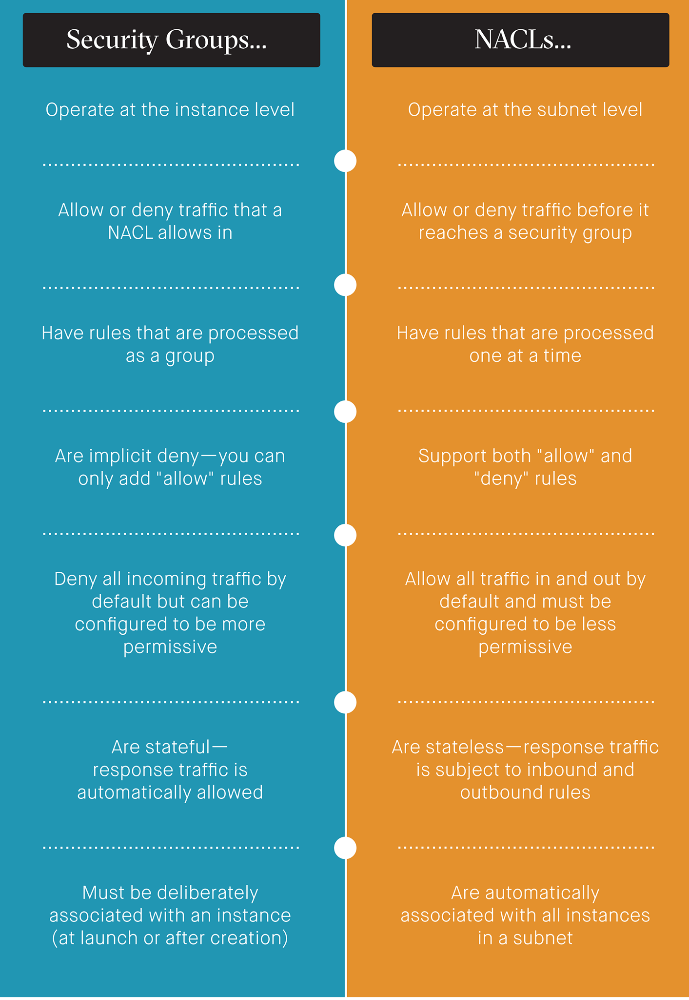 Security Groups...
Operate at the instance level
Allow or deny traffic that a
NACL allows in
Have rules that are processed
as a group
Are implicit deny—you can
only add "allow" rules
Deny all incoming traffic by
default but can be
configured to be more
permissive
Are stateful—
response traffic is
automatically allowed
Must be deliberately
associated with an instance
(at launch or after creation)
NACLs...
Operate at the subnet level
Allow or deny traffic before it
reaches a security group
Have rules that are processed
one at a time
Support both "allow" and
"deny" rules
Allow all traffic in and out by
default and must be
configured to be less
permissive
Are stateless—response traffic
is subject to inbound and
outbound rules
Are automatically
associated with all instances
in a subnet